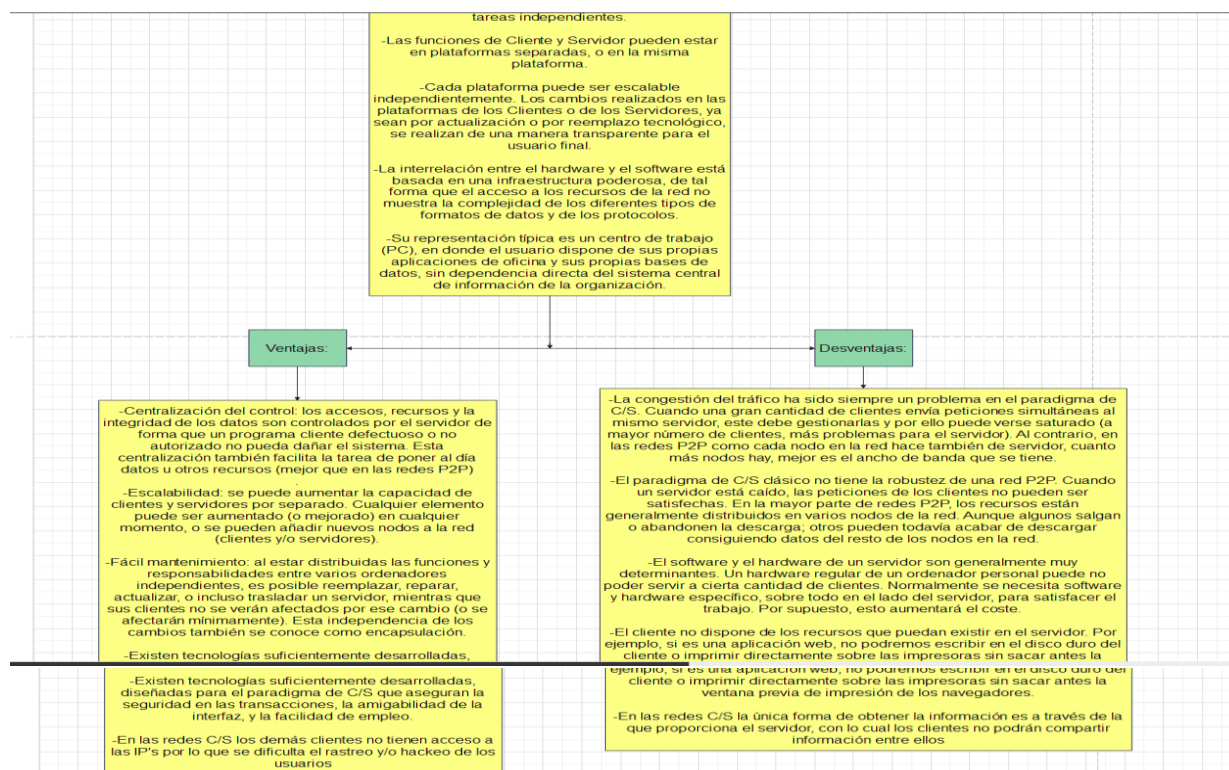 tareas independientes.
-Las funciones de Cliente y Servidor pueden estar
en plataformas separadas, o en la misma
plataforma.
-Cada plataforma puede ser escalable
independientemente. Los cambios realizados en las
plataformas de los Clientes o de los Servidores, ya
sean por actualización o por reemplazo tecnológico,
se realizan de una manera transparente para el
usuario final.
-La interrelación entre el hardware y el software está
basada en una infraestructura poderosa, de tal
forma que el acceso a los recursos de la red no
muestra la complejidad de los diferentes tipos de
formatos de datos y de los protocolos.
-Su representación típica es un centro de trabajo
(PC), en donde el usuario dispone de sus propias
aplicaciones de oficina y sus propias bases de
datos, sin dependencia directa del sistema central
de información de la organización.
Ventajas:
-Centralización del control: los accesos, recursos y la
integridad de los datos son controlados por el servidor de
forma que un programa cliente defectuoso o no
autorizado no pueda dañar el sistema. Esta
centralización también facilita la tarea de poner al día
datos u otros recursos (mejor que en las redes P2P)
.
-Escalabilidad: se puede aumentar la capacidad de
clientes y servidores por separado. Cualquier elemento
puede ser aumentado (o mejorado) en cualquier
momento, o se pueden añadir nuevos nodos a la red
(clientes y/o servidores).
-Fácil mantenimiento: al estar distribuidas las funciones y
responsabilidades entre varios ordenadores
independientes, es posible reemplazar, reparar,
actualizar, o incluso trasladar un servidor, mientras que
sus clientes no se verán afectados por ese cambio (o se
afectarán mínimamente). Esta independencia de los
cambios también se conoce como encapsulación.
-Existen tecnologías suficientemente desarrolladas,
-Existen tecnologías suficientemente desarrolladas,
diseñadas para el paradigma de C/S que aseguran la
seguridad en las transacciones, la amigabilidad de la
interfaz, y la facilidad de empleo.
-En las redes C/S los demás clientes no tienen acceso a
las IP's por lo que se dificulta el rastreo y/o hackeo de los
usuarios
Desventajas:
-La congestión del tráfico ha sido siempre un problema en el paradigma de
C/S. Cuando una gran cantidad de clientes envía peticiones simultáneas al
mismo servidor, este debe gestionarlas y por ello puede verse saturado (a
mayor número de clientes, más problemas para el servidor). Al contrario, en
las redes P2P como cada nodo en la red hace también de servidor, cuanto
más nodos hay, mejor es el ancho de banda que se tiene.
-El paradigma de C/S clásico no tiene la robustez de una red P2P. Cuando
un servidor está caído, las peticiones de los clientes no pueden ser
satisfechas. En la mayor parte de redes P2P, los recursos están
generalmente distribuidos en varios nodos de la red. Aunque algunos salgan
o abandonen la descarga; otros pueden todavía acabar de descargar
consiguiendo datos del resto de los nodos en la red.
-El software y el hardware de un servidor son generalmente muy
determinantes. Un hardware regular de un ordenador personal puede no
poder servir a cierta cantidad de clientes. Normalmente se necesita software
y hardware específico, sobre todo en el lado del servidor, para satisfacer el
trabajo. Por supuesto, esto aumentará el coste.
-El cliente no dispone de los recursos que puedan existir en el servidor. Por
ejemplo, si es una aplicación web, no podremos escribir en el disco duro del
cliente o imprimir directamente sobre las impresoras sin sacar antes la
ejemplo, si es una aplicación web, no podremos escribir en el disco duro del
cliente o imprimir directamente sobre las impresoras sin sacar antes la
ventana previa de impresión de los navegadores.
-En las redes C/S la única forma de obtener la información es a través de la
que proporciona el servidor, con lo cual los clientes no podrán compartir
información entre ellos